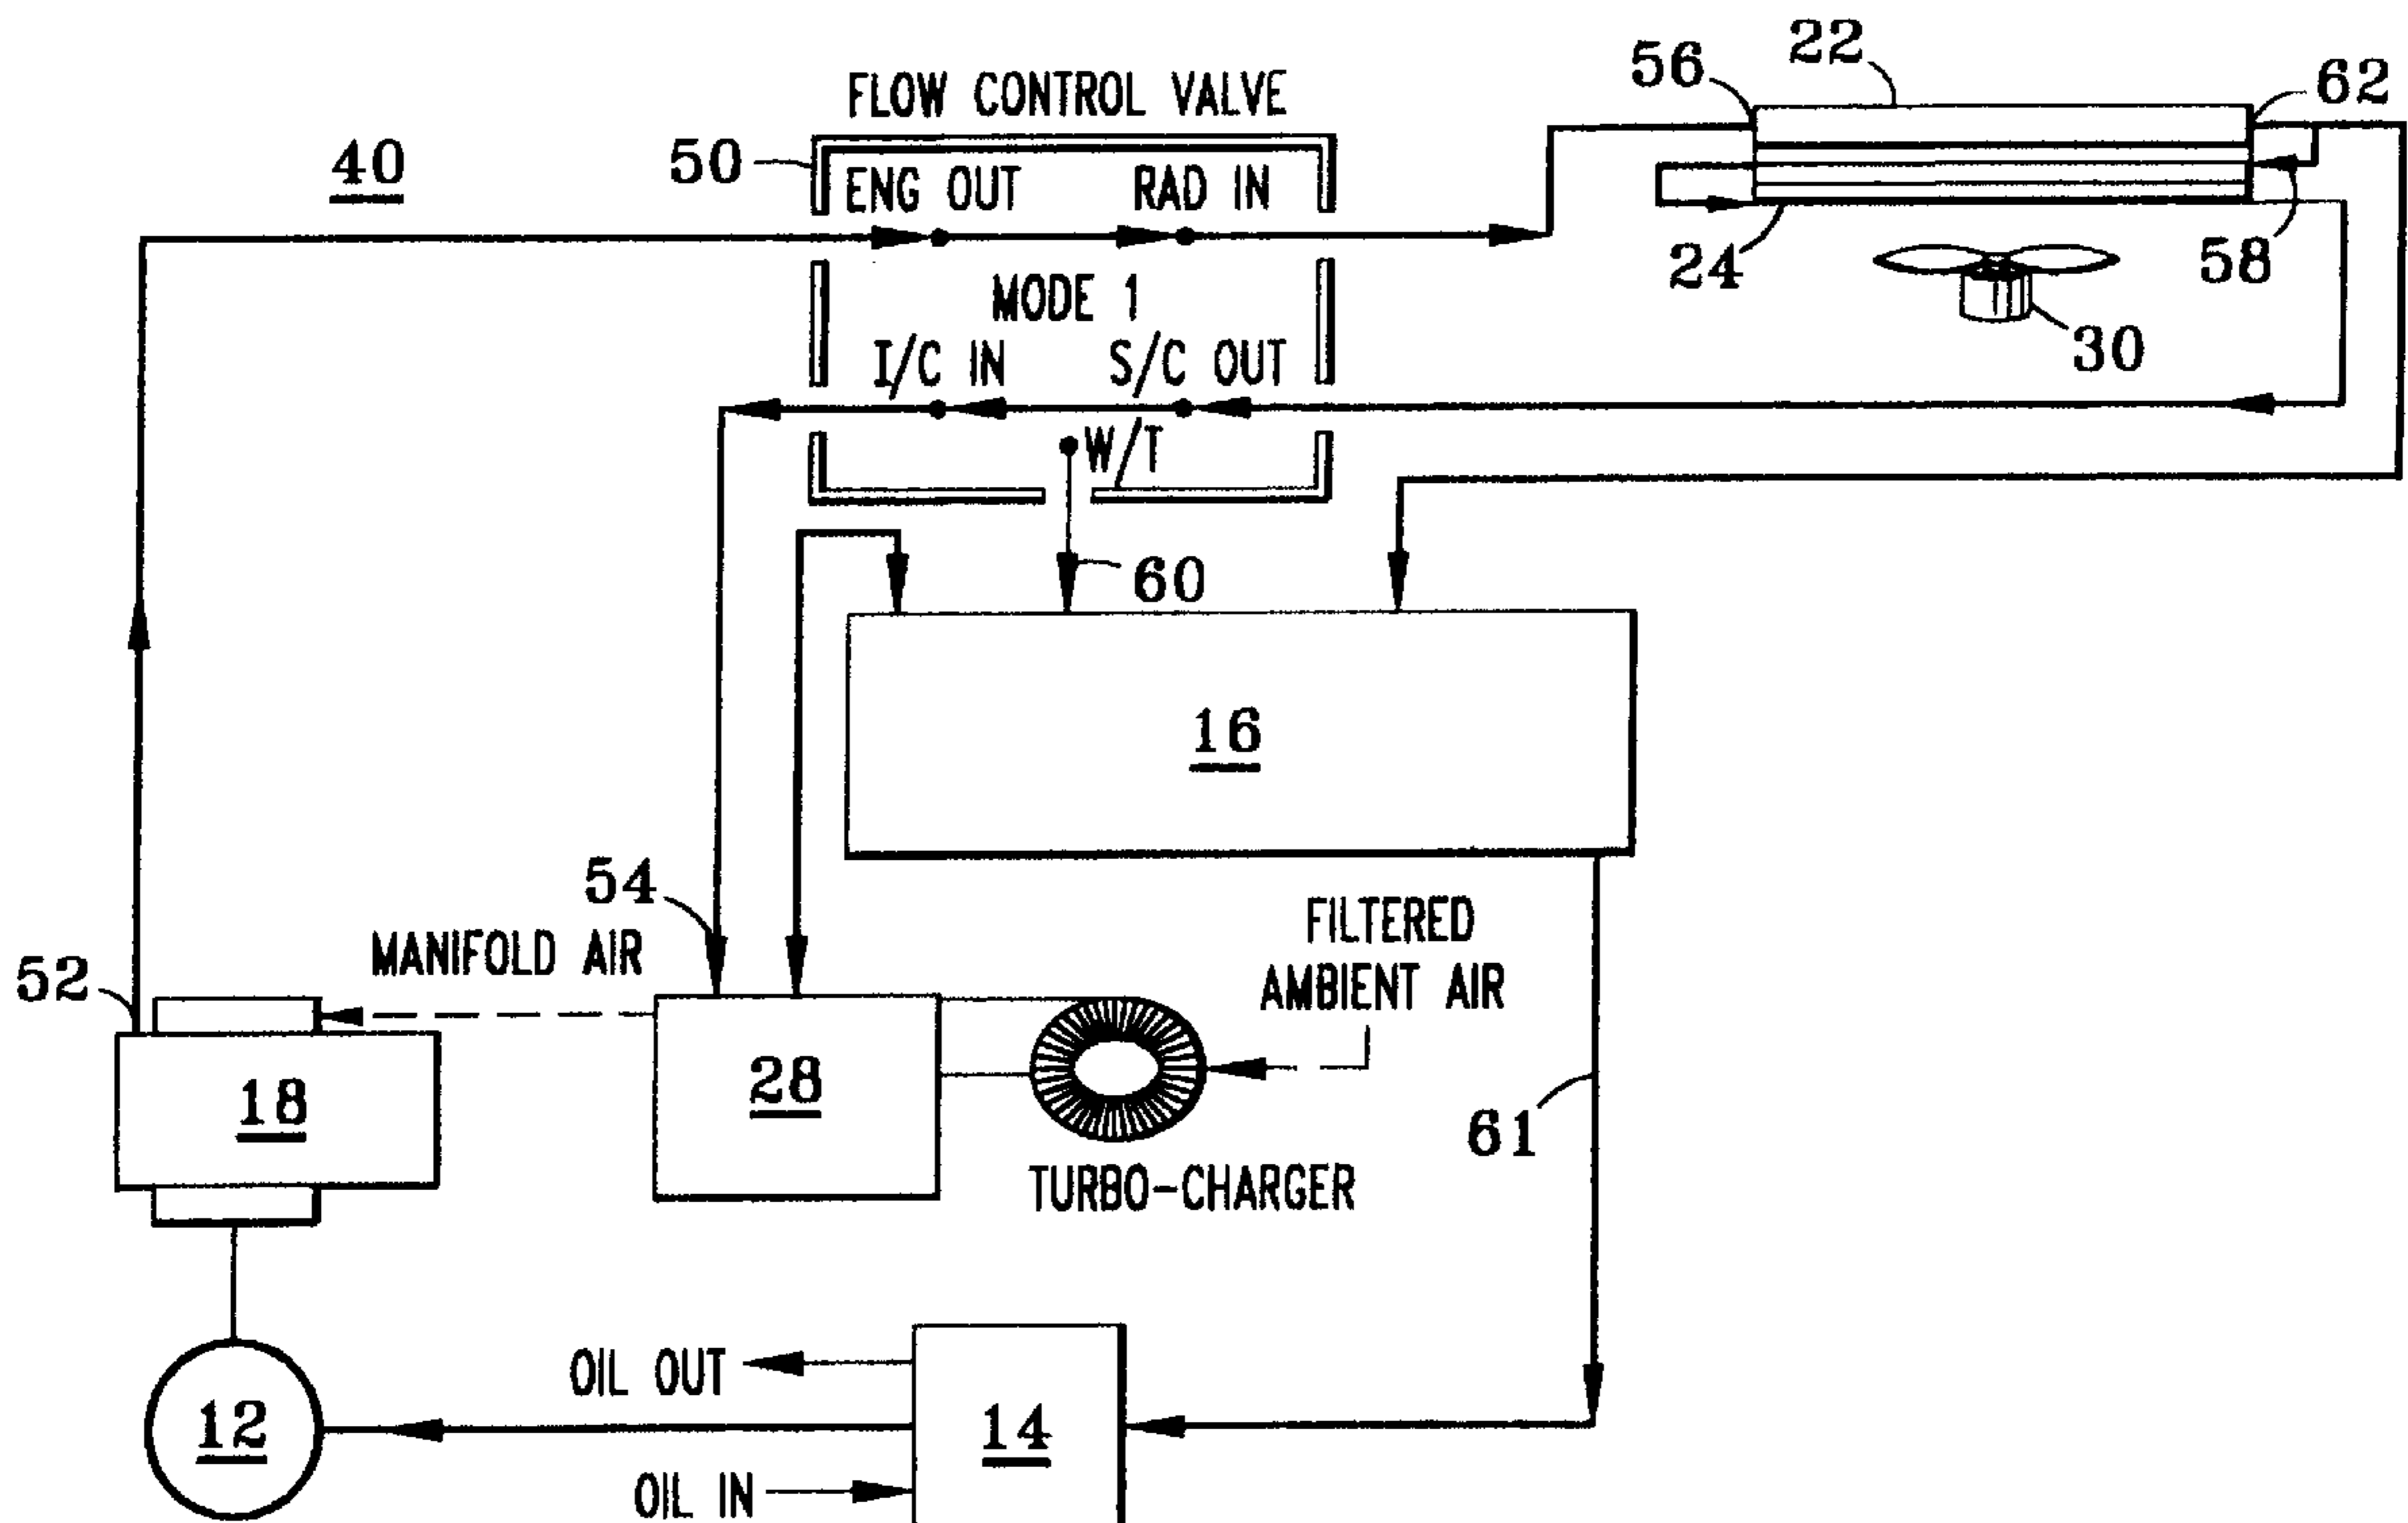 22
56
62
FLOW CONTROL VALVE
40
50
ENG OUT
RAD IN
24
58
MODE 1
30
I/C IN
S/C OUT
W/T
60
16
54
MANIFOLD AIR
FILTERED
AMBIENT AIR
52
28
18
61
TURBO-CHARGER
OIL OUT
12
14
OIL IN